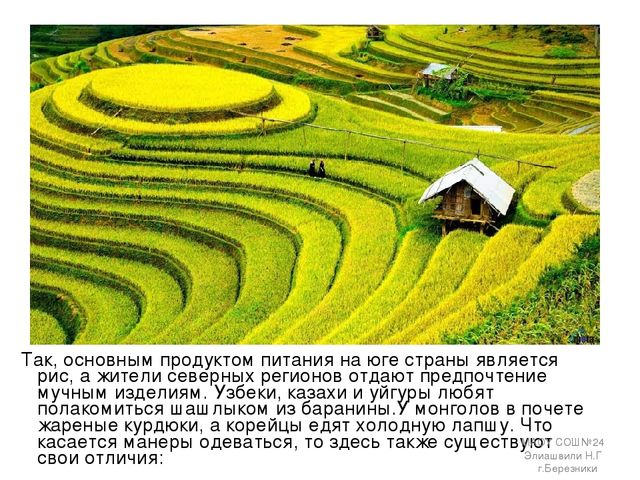 Так, основным продуктом питания на юге страны является
рис, а жители северных регионов отдают предпочтение
мучным изделиям. Узбеки, казахи и уйгуры любят
полакомиться шашлыком из баранины.У монголов в почете
жареные курдюки, а корейцы едят холодную лапшу. Что
касается манеры одеваться, то здесь также существуют
свои отличия:
СОШ№24
Элиашвили Н.Г
г.Березники